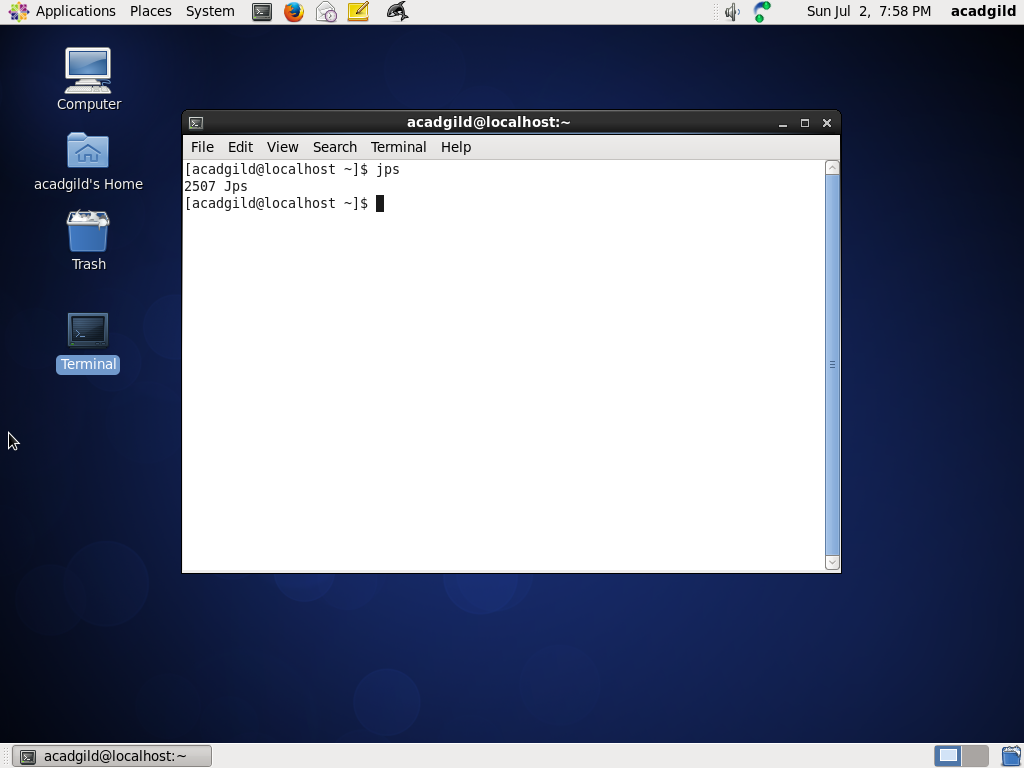 Applications Places System Sun Jul 2, 7:58 PM acadgild
Computer
acadgild's Home
Trash
Terminal
acadgild@localhost:~
File Edit View Search Terminal Help
[acadgild@localhost ~]$ jps
2507 Jps
[acadgild@localhost ~]$
acadgild@localhost:~